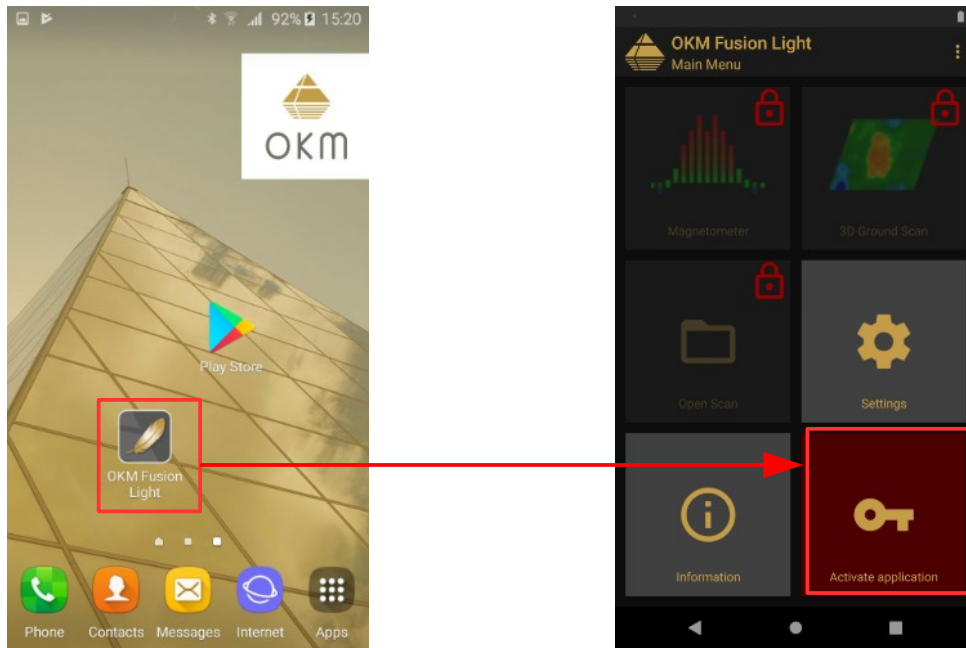 92% 15:20
OKM
Play Store
OKM Fusion
Light
Phone Contacts Messages Internet Apps
OKM Fusion Light
Main Menu
Magnetometer 3D Ground Scan
Open Scan Settings
Information Activate application